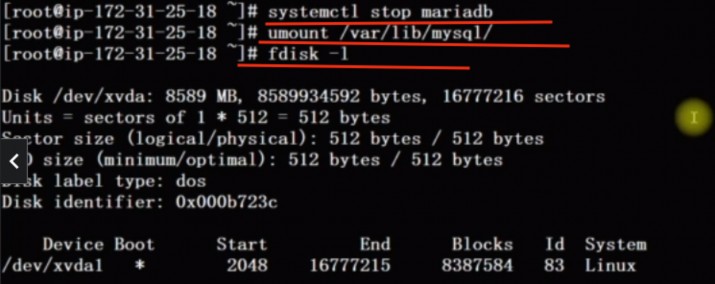 [root@ip-172-31-25-18 ~]# systemctl stop mariadb
[root@ip-172-31-25-18 ~]# umount /var/lib/mysql/
[root@ip-172-31-25-18 ~]# fdisk -l
Disk /dev/xvda: 8589 MB, 8589934592 bytes, 16777216 sectors
Units = sectors of 1 * 512 = 512 bytes
Sector size (logical/physical): 512 bytes / 512 bytes
size (minimum/optimal): 512 bytes / 512 bytes
Disk label type: dos
Disk identifier: 0x000b723c
Device Boot Start End Blocks Id System
/dev/xvda1 * 2048 16777215 8387584 83 Linux